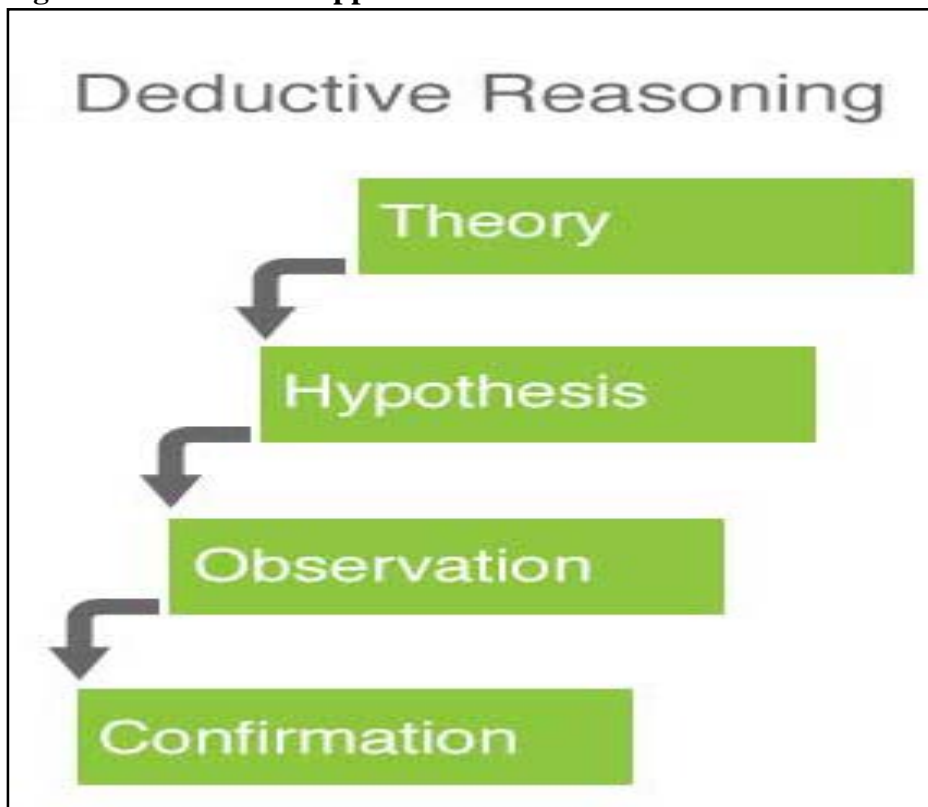 Deductive Reasoning
Theory
Hypothesis
Observation
Confirmation